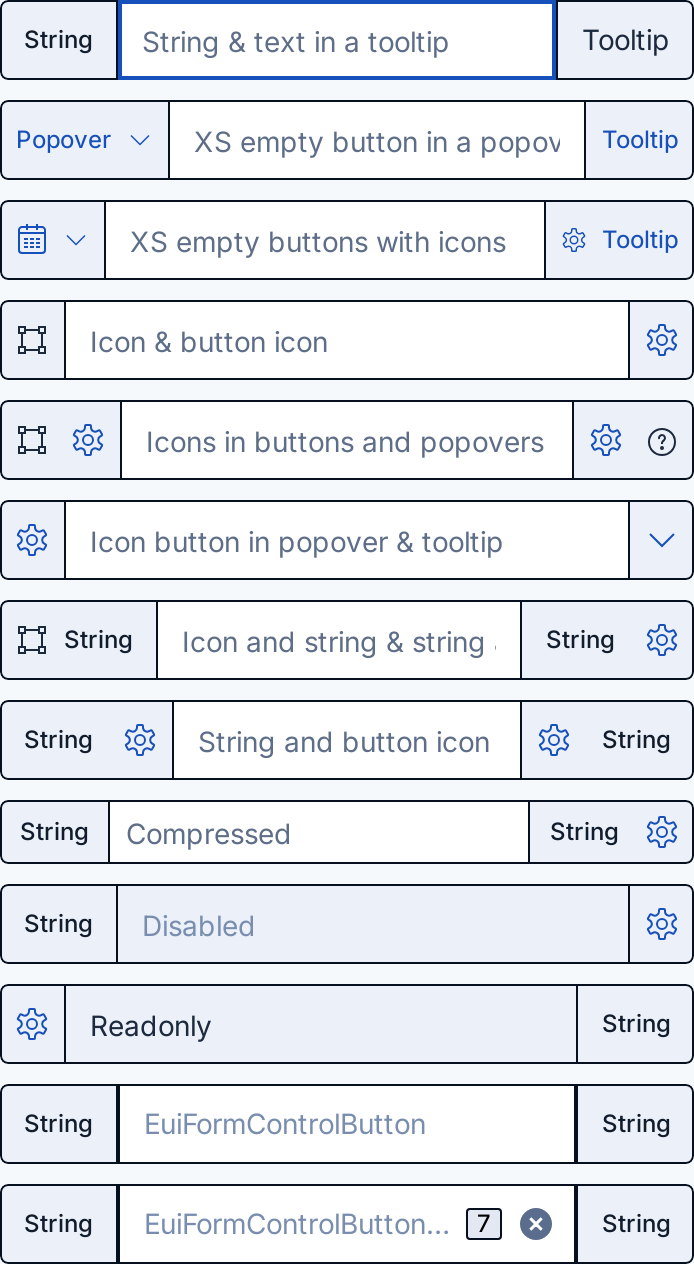 String String & text in a tooltip Tooltip
Popover XS empty button in a popov Tooltip
XS empty buttons with icons Tooltip
Icon & button icon
Icons in buttons and popovers
Icon button in popover & tooltip
String Icon and string & string String
String String and button icon String
String Compressed String
String Disabled
Readonly String
String EuiFormControlButton String
String EuiFormControlButton... 7 String